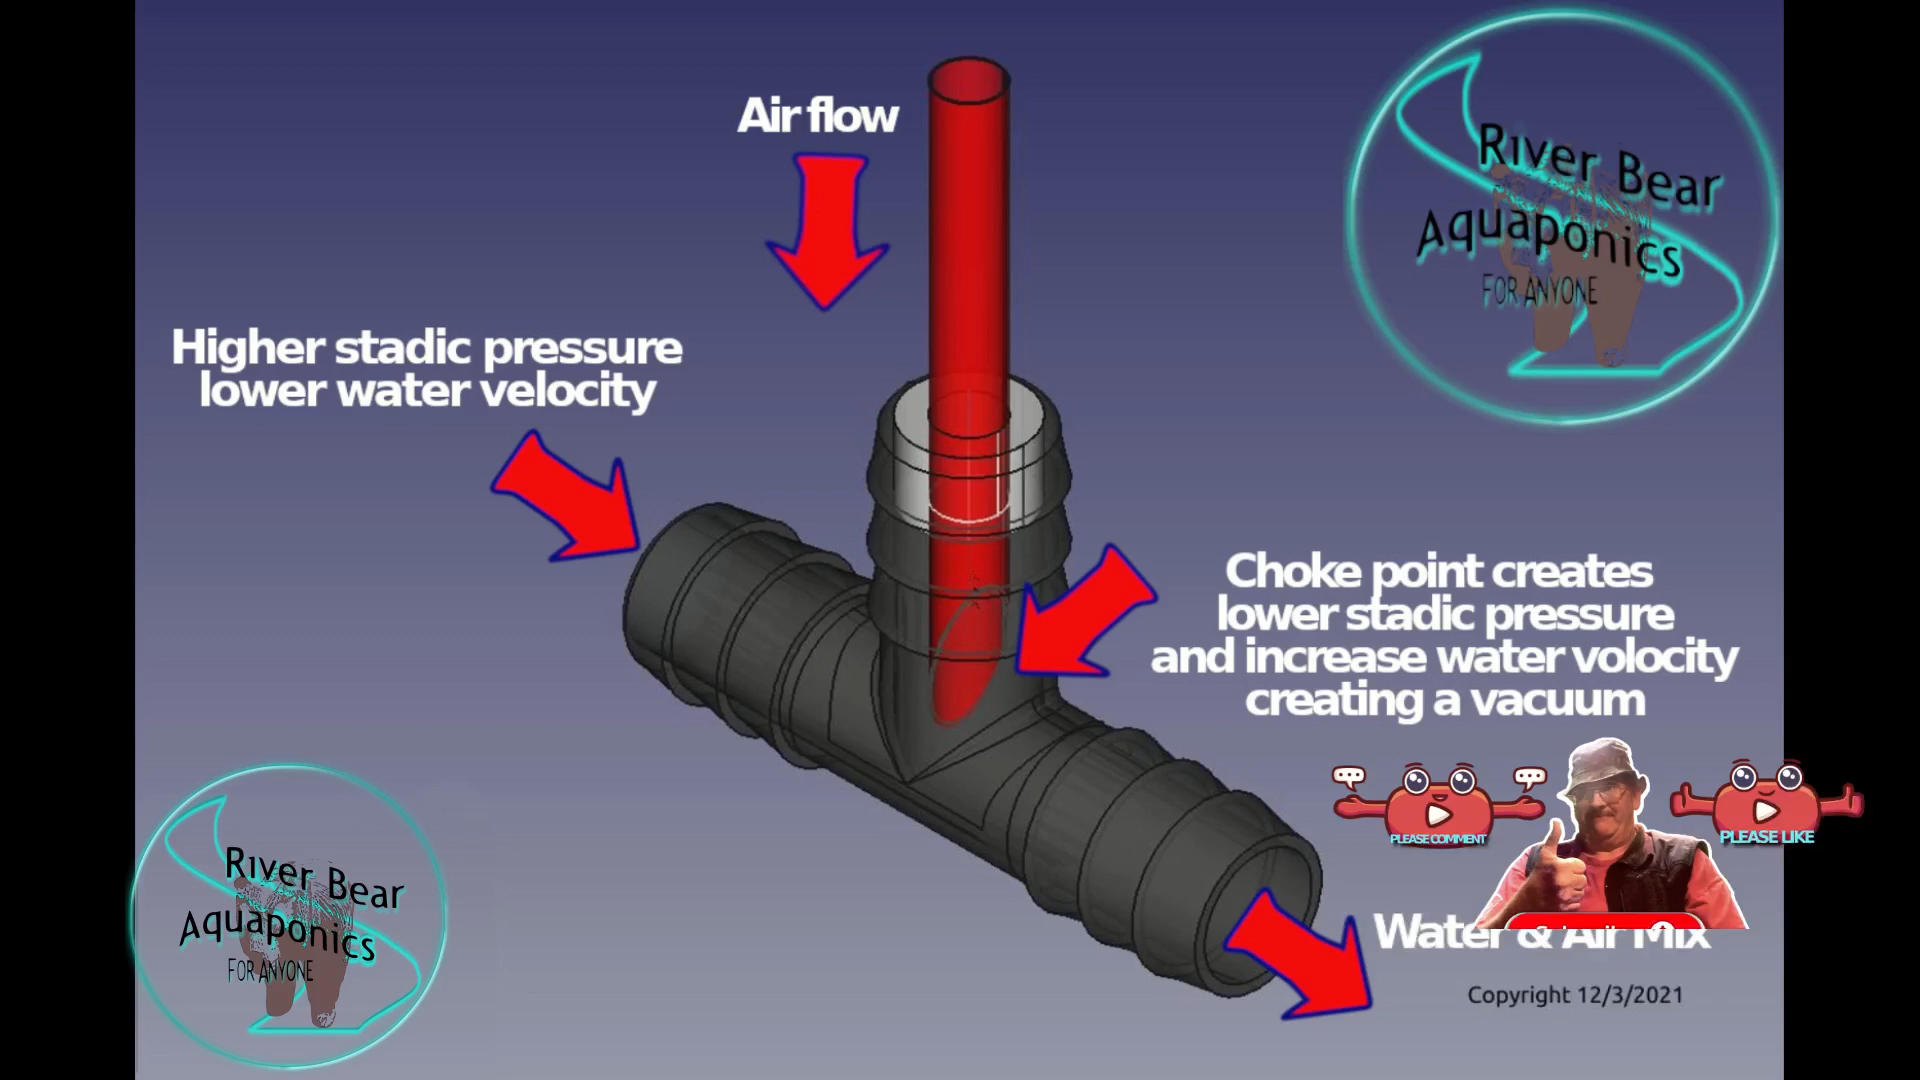 Air flow
Higher stadic pressure
lower water velocity
River Bear
Aquaponics
FOR ANYONE
Choke point creates
lower stadic pressure
and increase water volocity
creating a vacuum
PLEASE COMMENT
PLEASE LIKE
River Bear
Aquaponics
FOR ANYONE
Water & Air Mix
Copyright 12/3/2021